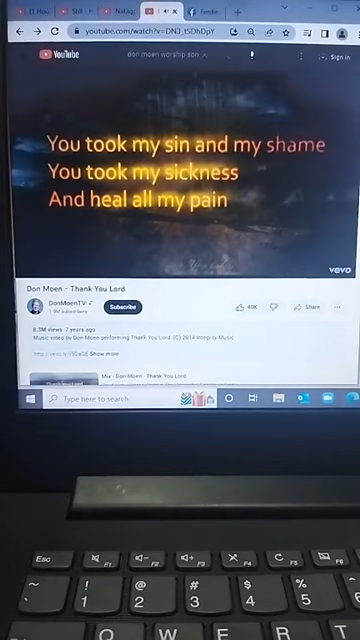 youtube.com/watch?v=DN3_tSDhDpY
YouTube
don moen worship son
Sign in
You took my sin and my shame
You took my sickness
And heal all my pain
vevo
Don Moen - Thank You Lord
DonMoenTV
Subscribe
40K
Share
8.3M views 7 years ago
Music video by Don Moen performing Thank You Lord. (C) 2014 Integrity Music
Show more
Mix - Don Moen - Thank You Lord
Type here to search
Esc
F1
F2
F3
F4
F5
F6
~ ! @ # $ %
` 1 2 3 4 5
Q W E R T